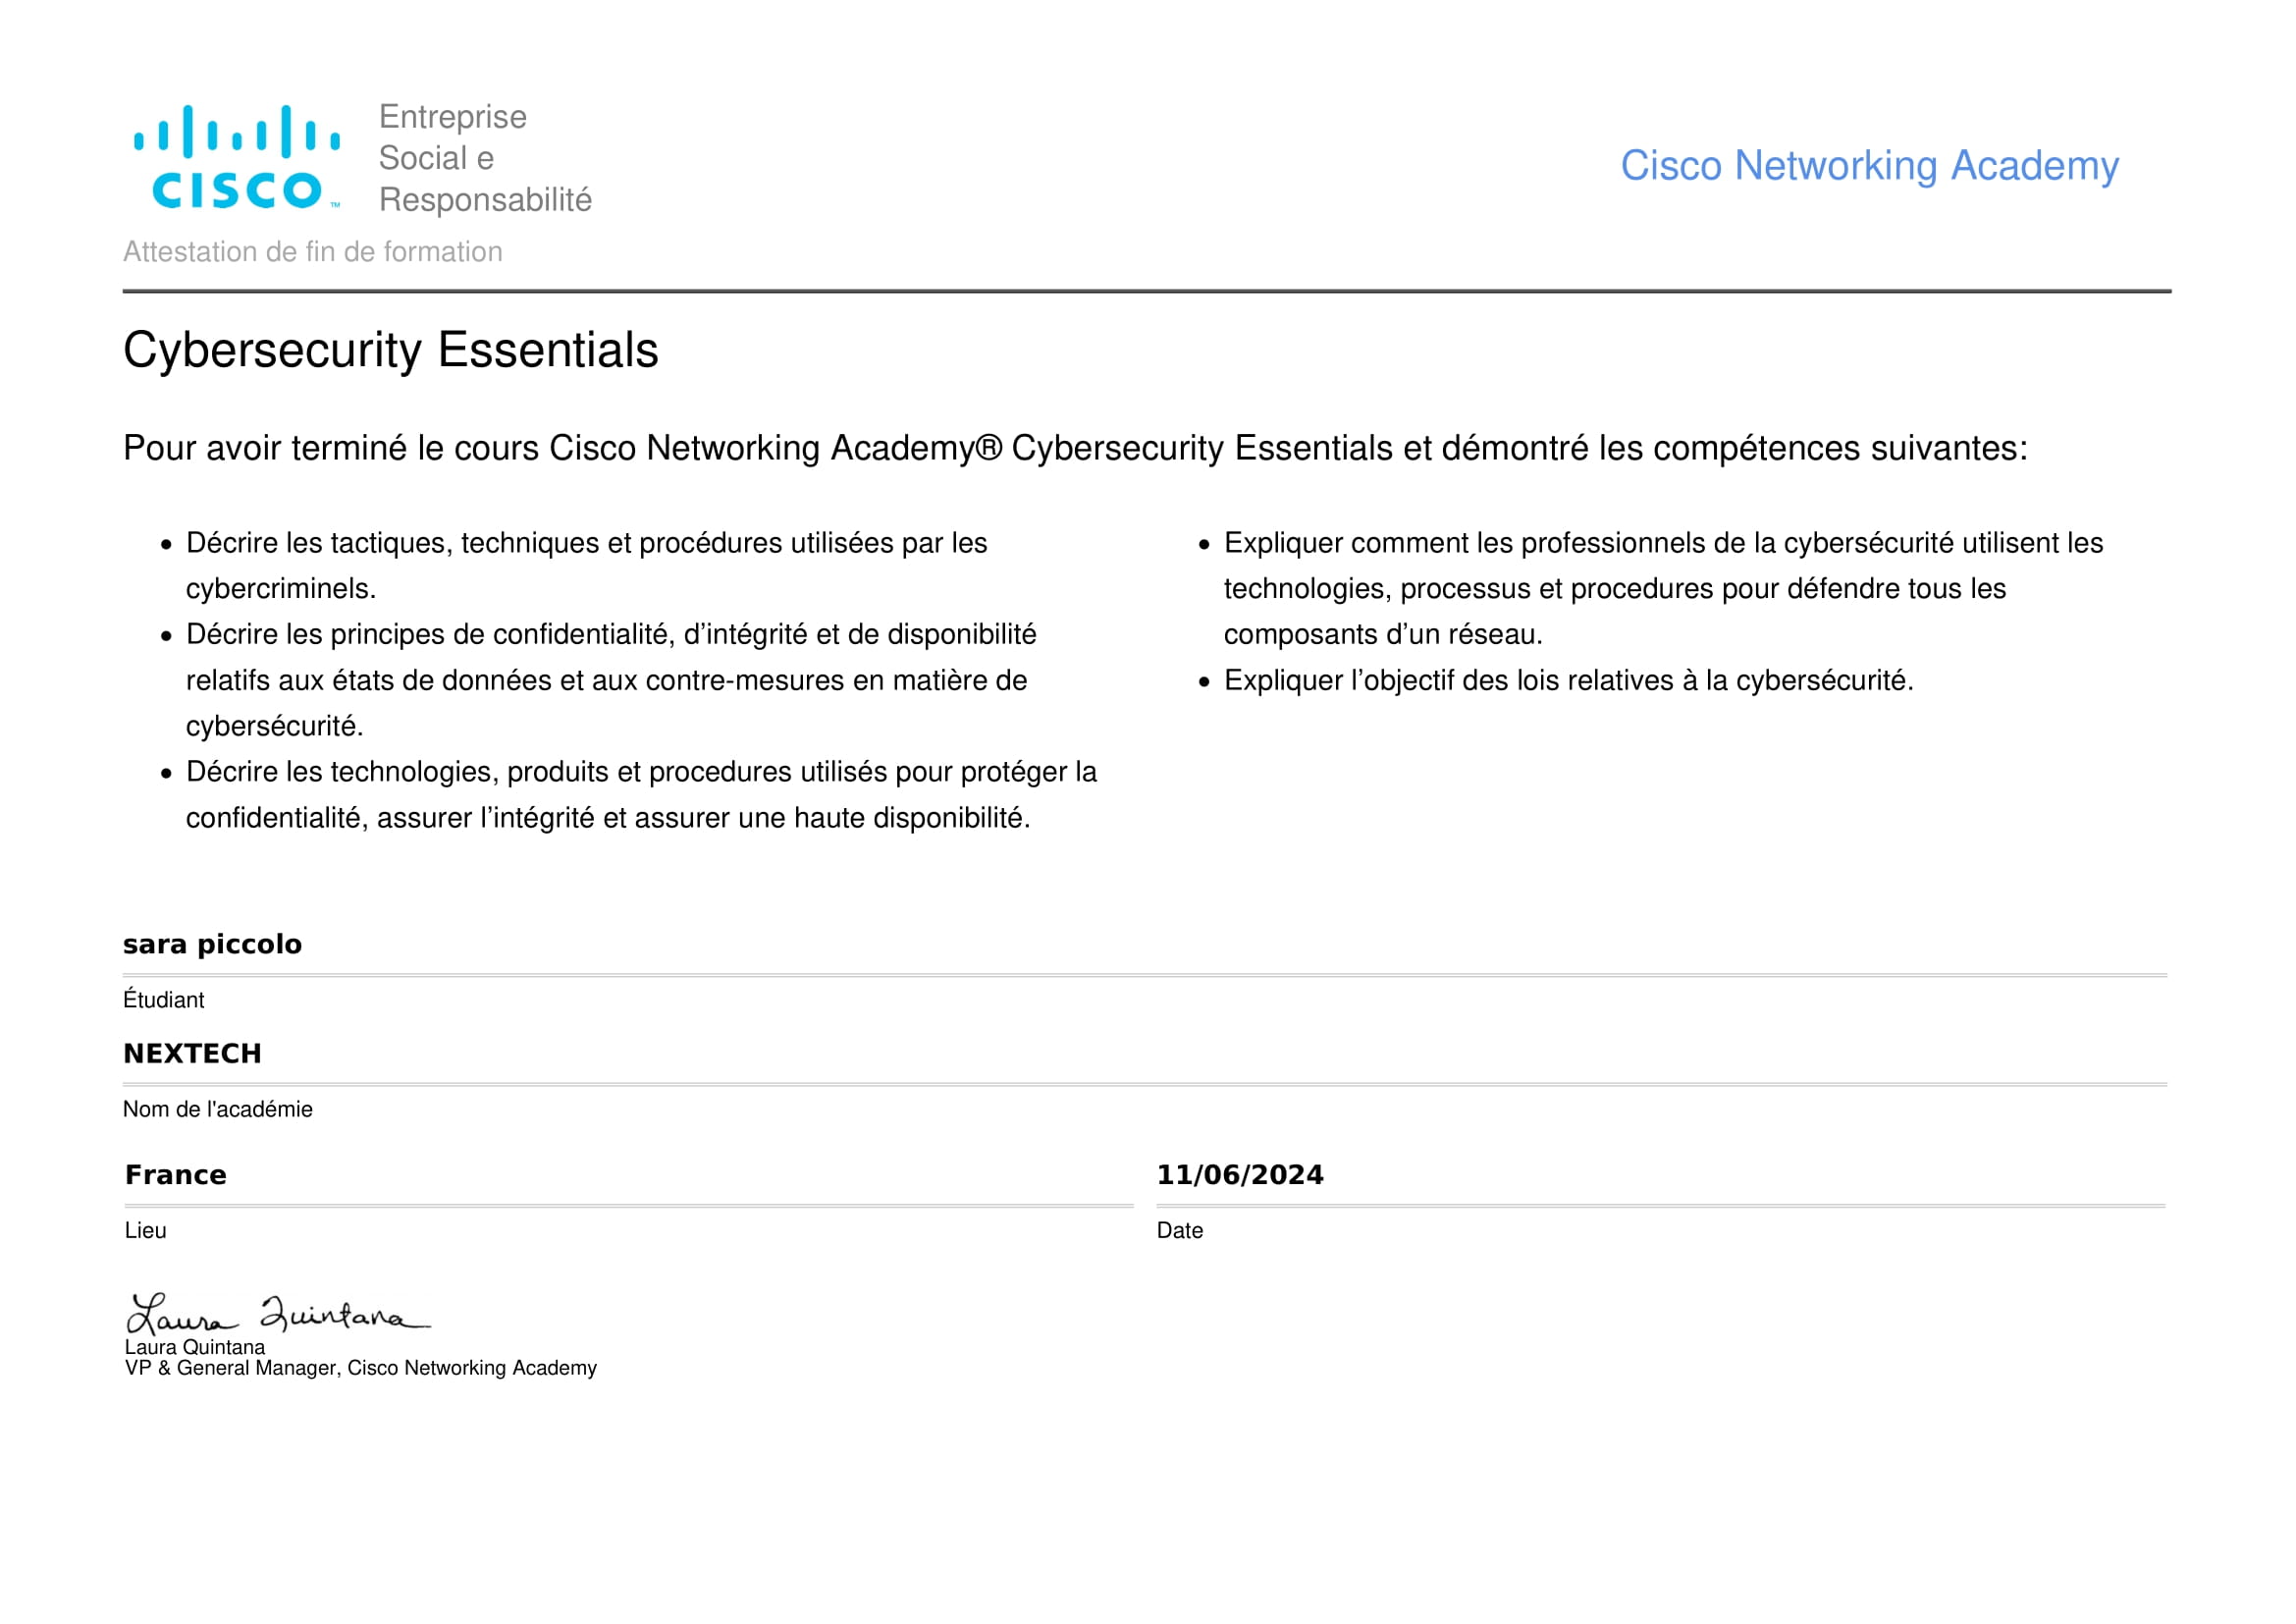 CISCO™
Entreprise
Social e
Responsabilité
Cisco Networking Academy
Attestation de fin de formation
Cybersecurity Essentials
Pour avoir terminé le cours Cisco Networking Academy® Cybersecurity Essentials et démontré les compétences suivantes:
• Décrire les tactiques, techniques et procédures utilisées par les
cybercriminels.
• Décrire les principes de confidentialité, d’intégrité et de disponibilité
relatifs aux états de données et aux contre-mesures en matière de
cybersécurité.
• Décrire les technologies, produits et procedures utilisés pour protéger la
confidentialité, assurer l’intégrité et assurer une haute disponibilité.
• Expliquer comment les professionnels de la cybersécurité utilisent les
technologies, processus et procedures pour défendre tous les
composants d’un réseau.
• Expliquer l’objectif des lois relatives à la cybersécurité.
sara piccolo
Étudiant
NEXTECH
Nom de l'académie
France
Lieu
11/06/2024
Date
Laura Quintana
Laura Quintana
VP & General Manager, Cisco Networking Academy